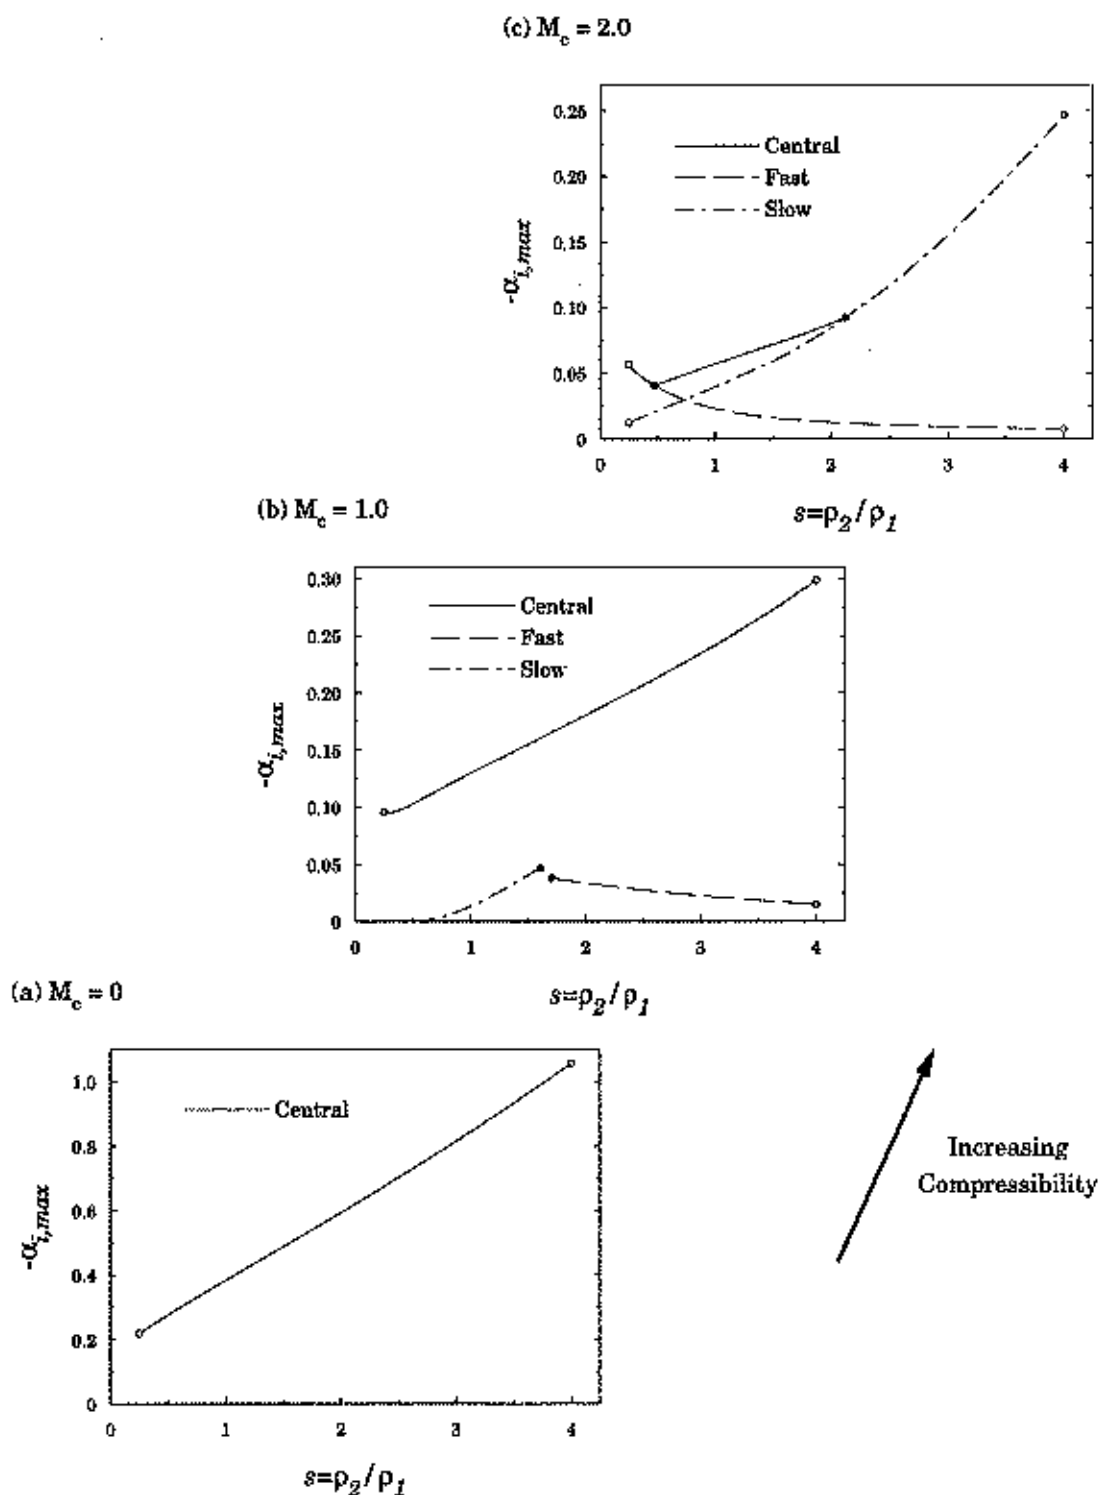 (c) M_c = 2.0
0.25
0.20
0.15
0.10
0.05
0
-α_i,max
Central
Fast
Slow
0 1 2 3 4
s=ρ_2/ρ_1
(b) M_c = 1.0
0.30
0.25
0.20
0.15
0.10
0.05
0
-α_i,max
Central
Fast
Slow
0 1 2 3 4
s=ρ_2/ρ_1
(a) M_c = 0
1.0
0.8
0.6
0.4
0.2
0
-α_i,max
Central
0 1 2 3 4
s=ρ_2/ρ_1
Increasing
Compressibility